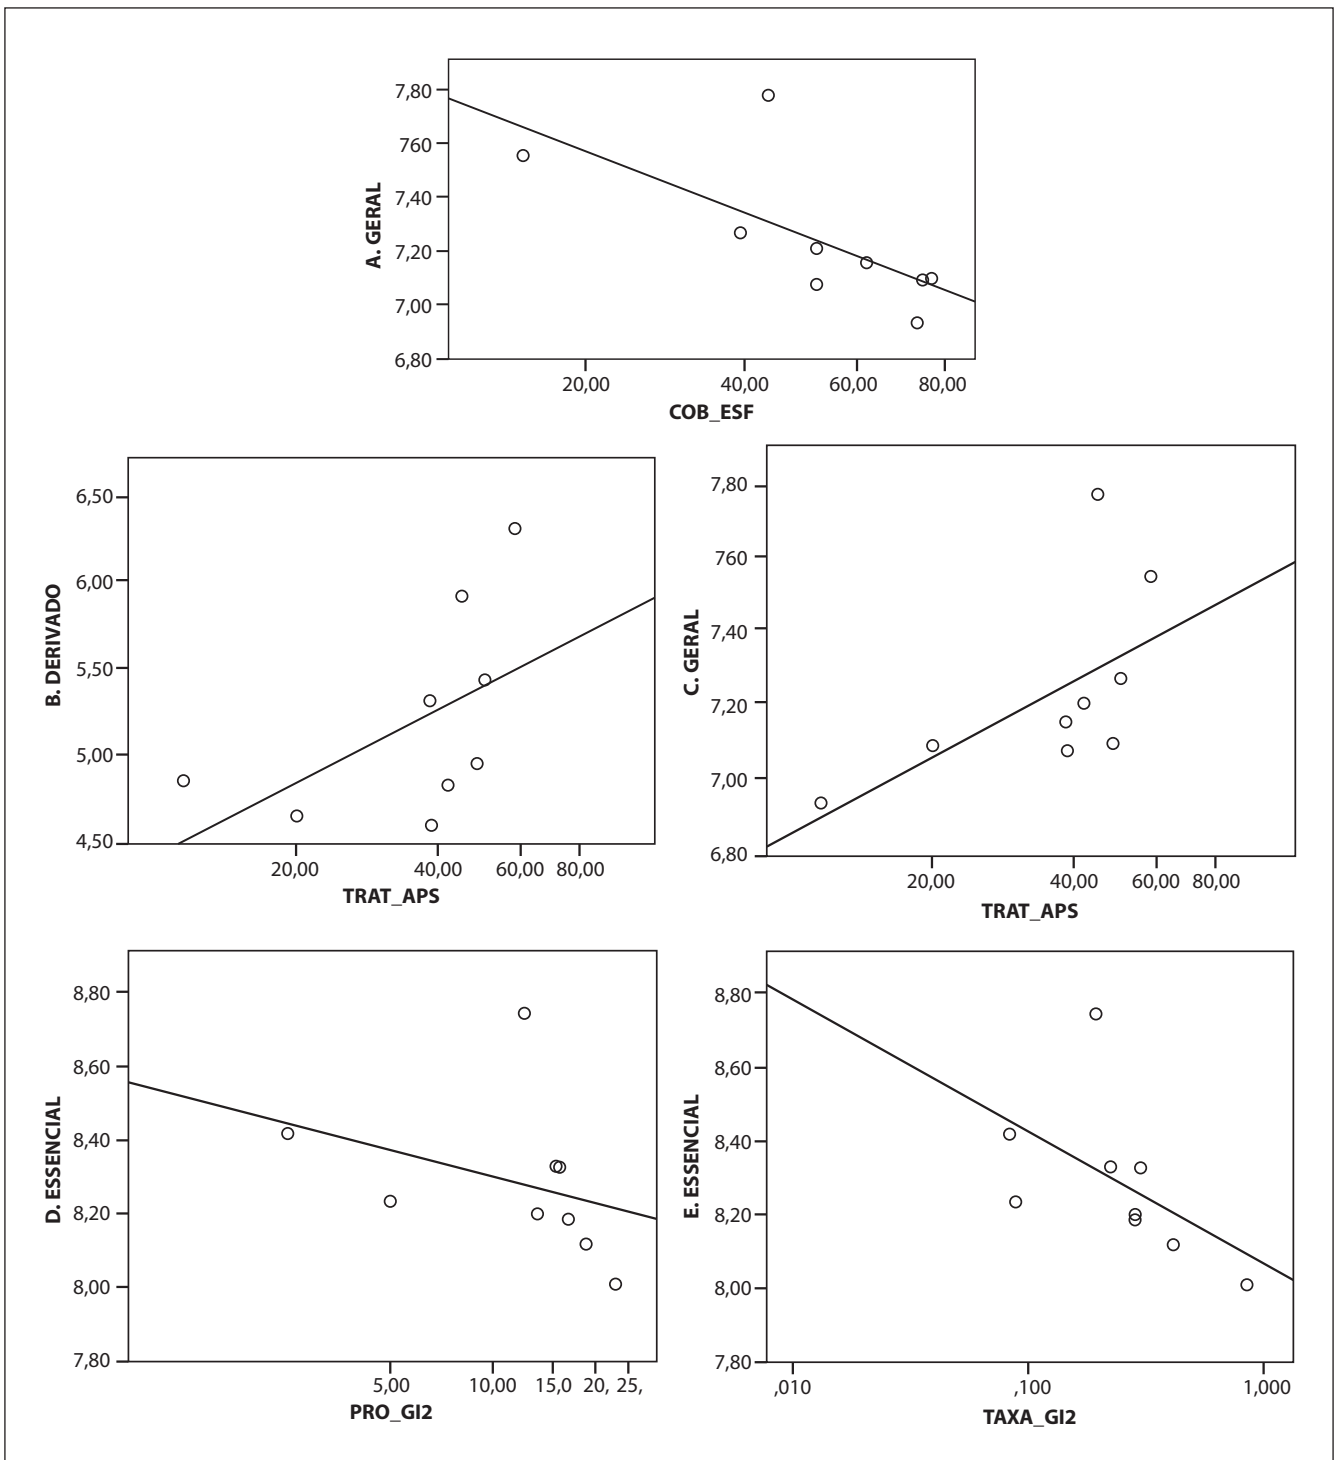 7,80
760
7,40
7,20
7,00
6,80
A. GERAL
20,00 40,00 60,00 80,00
COB_ESF
6,50
6,00
5,50
5,00
4,50
B. DERIVADO
20,00 40,00 60,00 80,00
TRAT_APS
7,80
760
7,40
7,20
7,00
6,80
C. GERAL
20,00 40,00 60,00 80,00
TRAT_APS
8,80
8,60
8,40
8,20
8,00
7,80
D. ESSENCIAL
5,00 10,00 15,0 20, 25,
PRO_GI2
8,80
8,60
8,40
8,20
8,00
7,80
E. ESSENCIAL
,010 ,100 1,000
TAXA_GI2